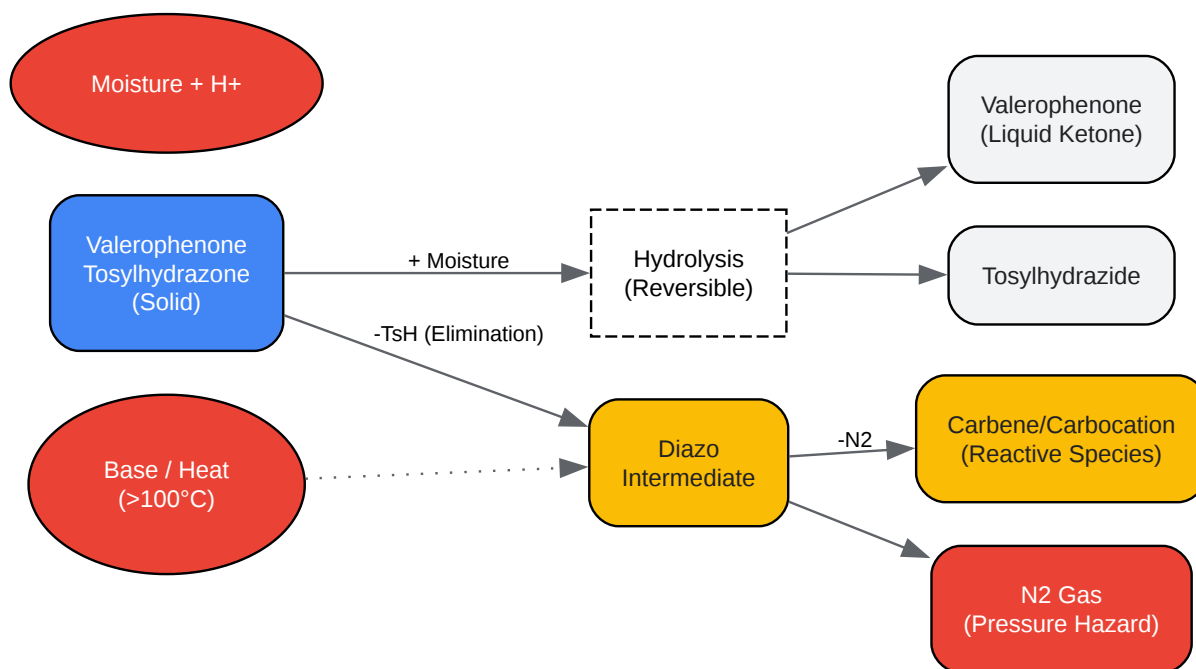 Moisture + H+
Valerophenone
(Liquid Ketone)
Valerophenone
Tosylhydrazone
(Solid)
+ Moisture
Hydrolysis
(Reversible)
Tosylhydrazide
-TsH (Elimination)
Base / Heat
(>100°C)
Diazo
Intermediate
-N2
Carbene/Carbocation
(Reactive Species)
N2 Gas
(Pressure Hazard)